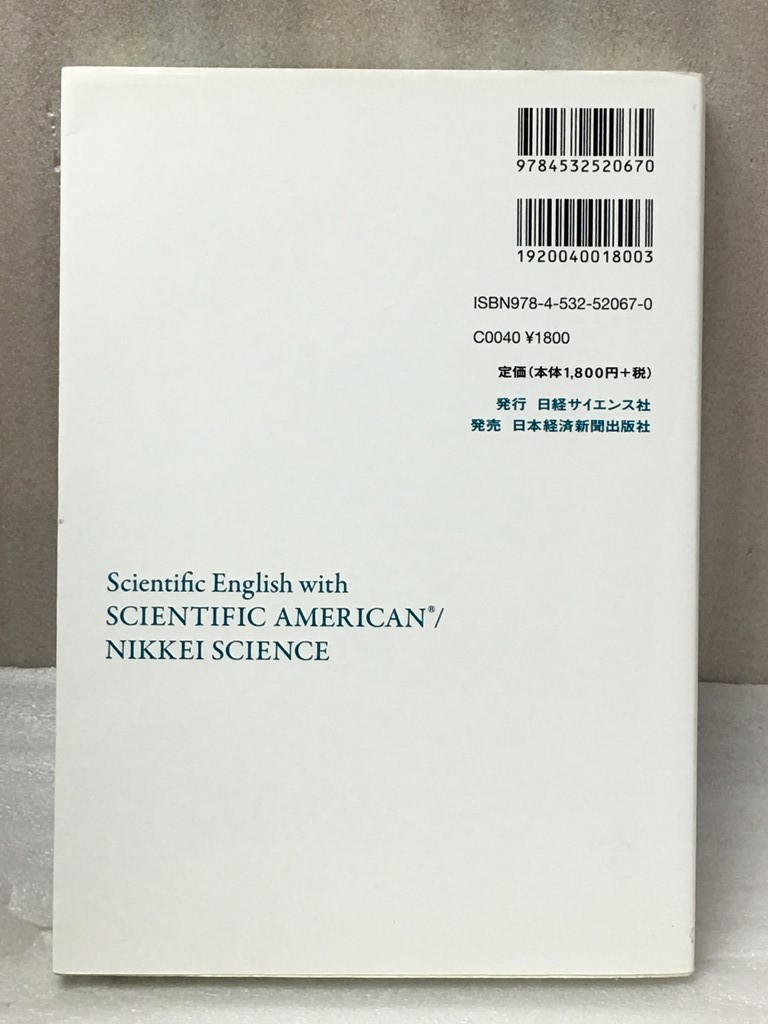 9784532520670
1920040018003
ISBN978-4-532-52067-0
C0040 ¥1800
定価(本体1,800円+税)
発行 日経サイエンス社
発売 日本経済新聞出版社
Scientific English with
SCIENTIFIC AMERICAN®/
NIKKEI SCIENCE